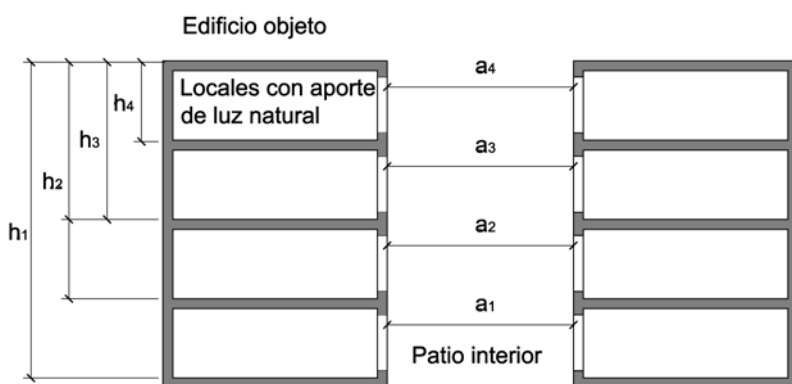 Edificio objeto
Locales con aporte
de luz natural
h4
h3
h2
h1
a4
a3
a2
a1
Patio interior